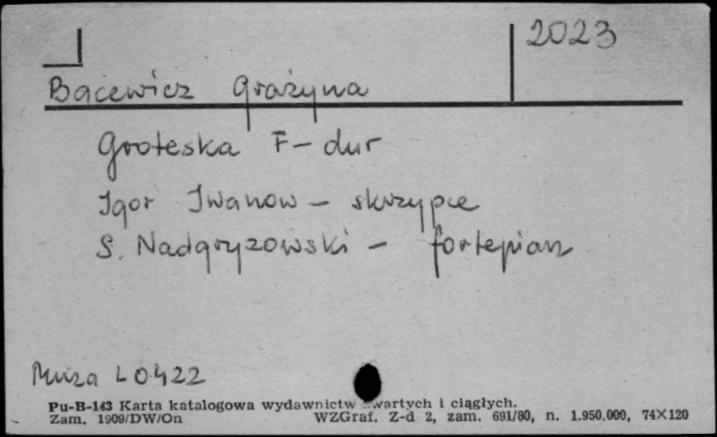 2023
Bacewicz Grażyna
Groteska F-dur
Igor Iwanow - skrzypce
S. Nadgryzowski - fortepian
Muza L 0422
Pu-B-143 Karta katalogowa wydawnictw zwartych i ciągłych.
Zam. 1909/DW/On WZGraf. Z-d 2, zam. 691/80, n. 1.950.000, 74X120